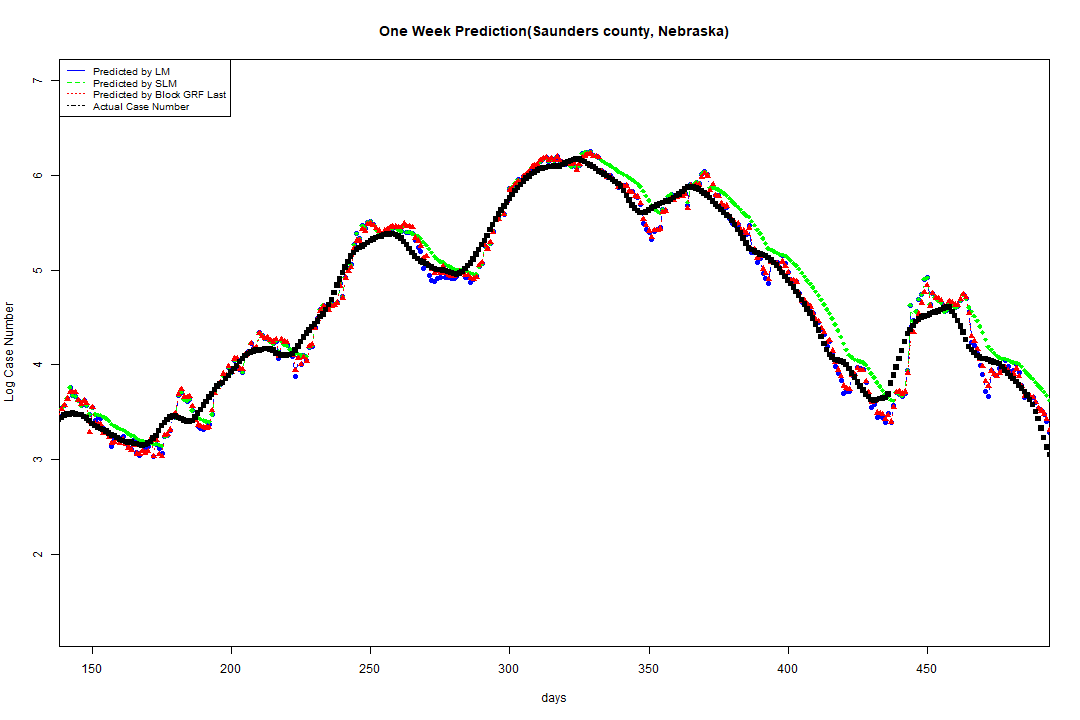 One Week Prediction(Saunders county, Nebraska)
Predicted by LM
Predicted by SLM
Predicted by Block GRF Last
Actual Case Number
7
6
5
4
3
2
Log Case Number
150 200 250 300 350 400 450
days